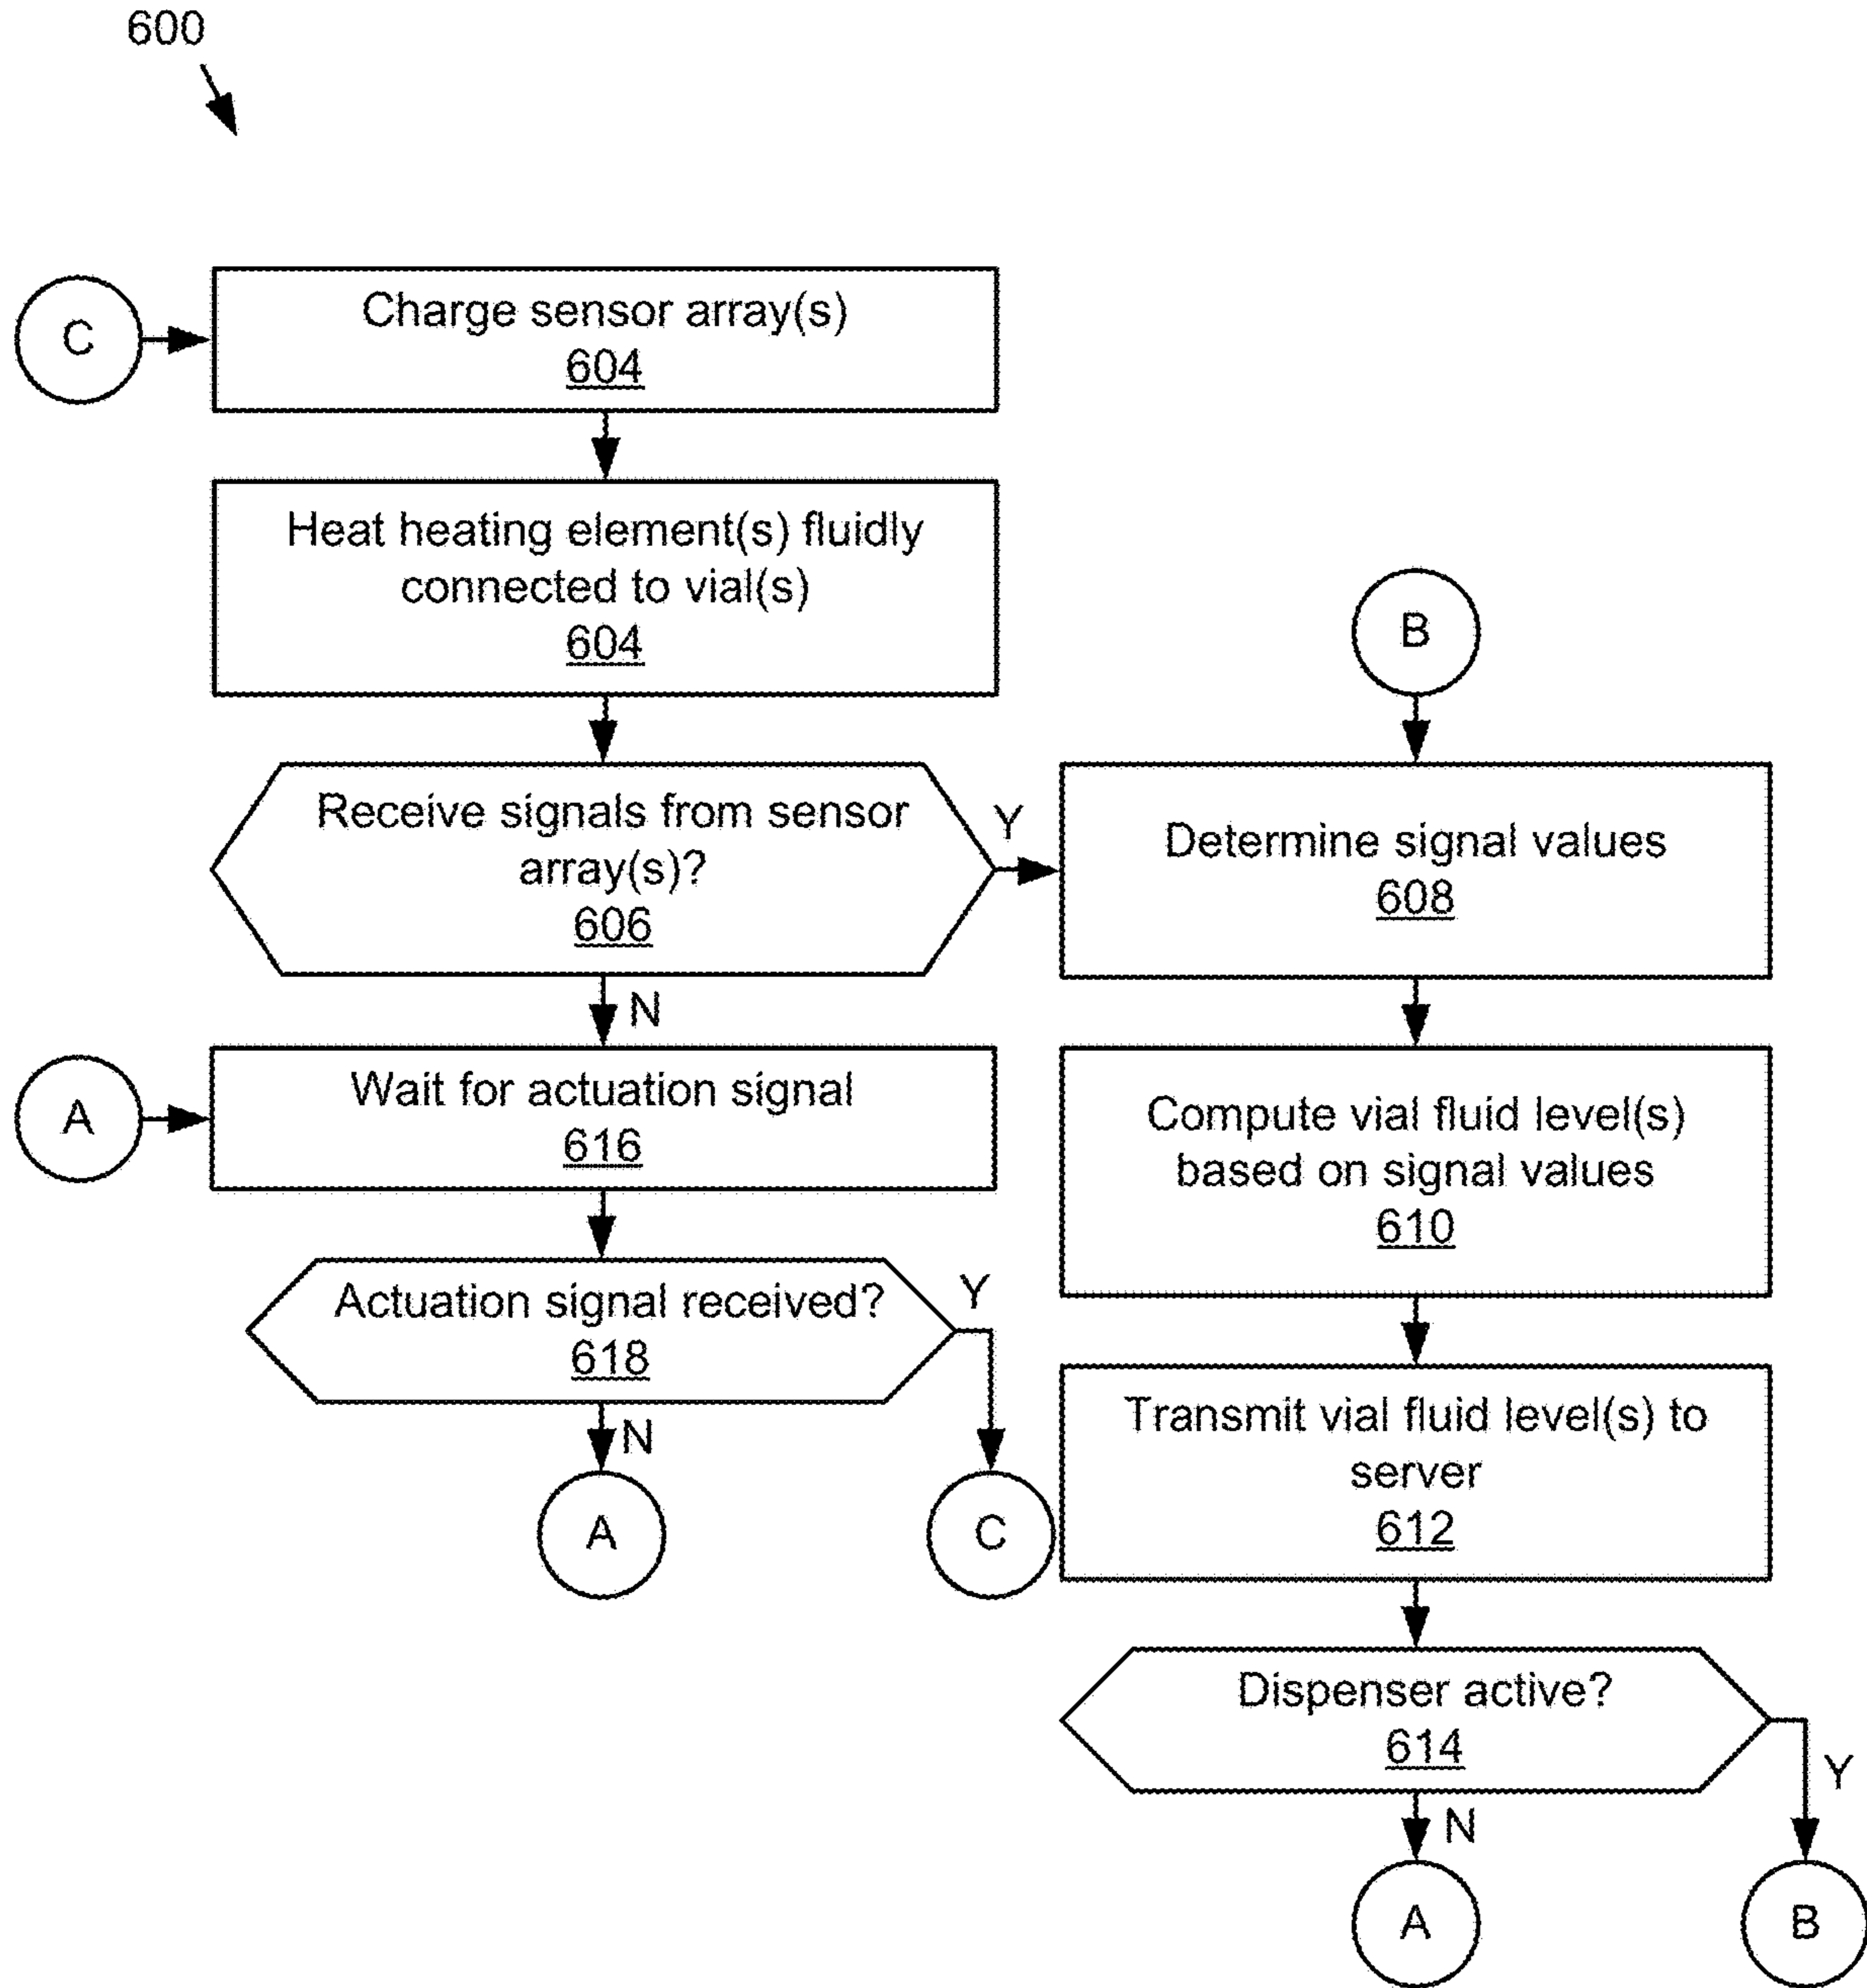 600
C
Charge sensor array(s)
604
Heat heating element(s) fluidly
connected to vial(s)
604
Receive signals from sensor
array(s)?
606
Y
N
A
Wait for actuation signal
616
Actuation signal received?
618
Y
N
A
C
B
Determine signal values
608
Compute vial fluid level(s)
based on signal values
610
Transmit vial fluid level(s) to
server
612
Dispenser active?
614
Y
N
A
B